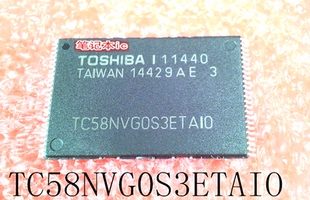 笔记本ic
TOSHIBA I11440
TAIWAN 14429AE 3
TC58NVG0S3ETAI0
TC58NVG0S3ETAI0